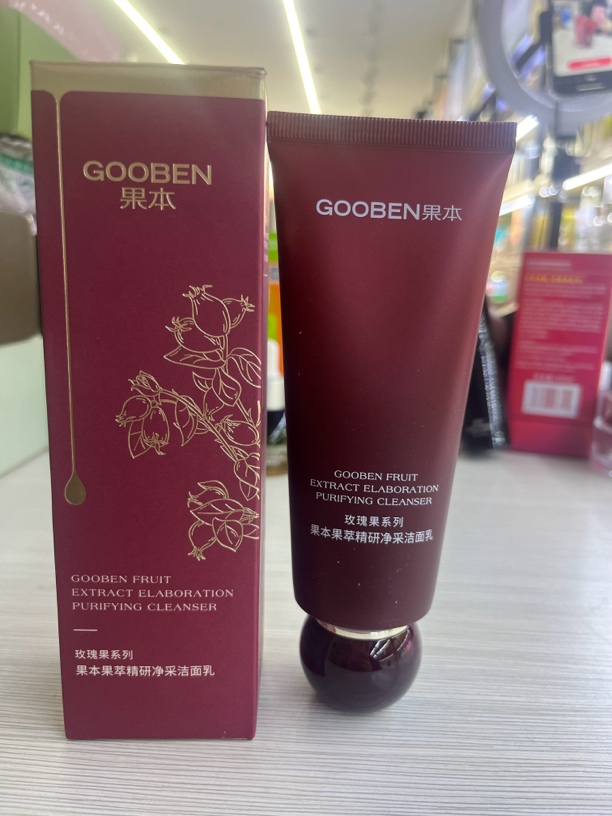 GOOBEN
果本
GOOBEN FRUIT
EXTRACT ELABORATION
PURIFYING CLEANSER
玫瑰果系列
果本果萃精研净采洁面乳
GOOBEN果本
GOOBEN FRUIT
EXTRACT ELABORATION
PURIFYING CLEANSER
玫瑰果系列
果本果萃精研净采洁面乳